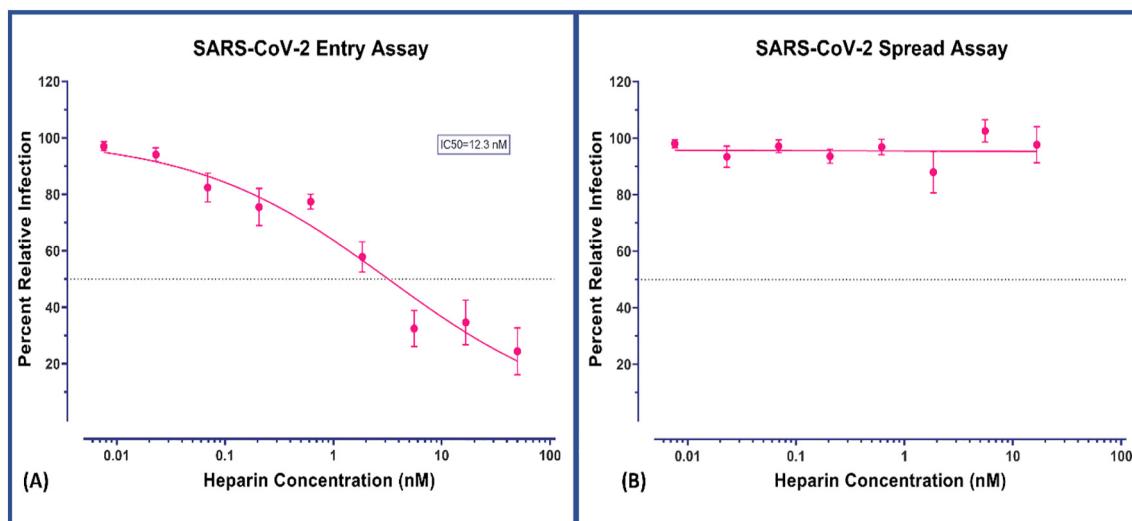 SARS-CoV-2 Entry Assay
120
100
80
60
40
20
Percent Relative Infection
IC50=12.3 nM
0.01 0.1 1 10 100
Heparin Concentration (nM)
(A)
SARS-CoV-2 Spread Assay
120
100
80
60
40
20
Percent Relative Infection
0.01 0.1 1 10 100
Heparin Concentration (nM)
(B)